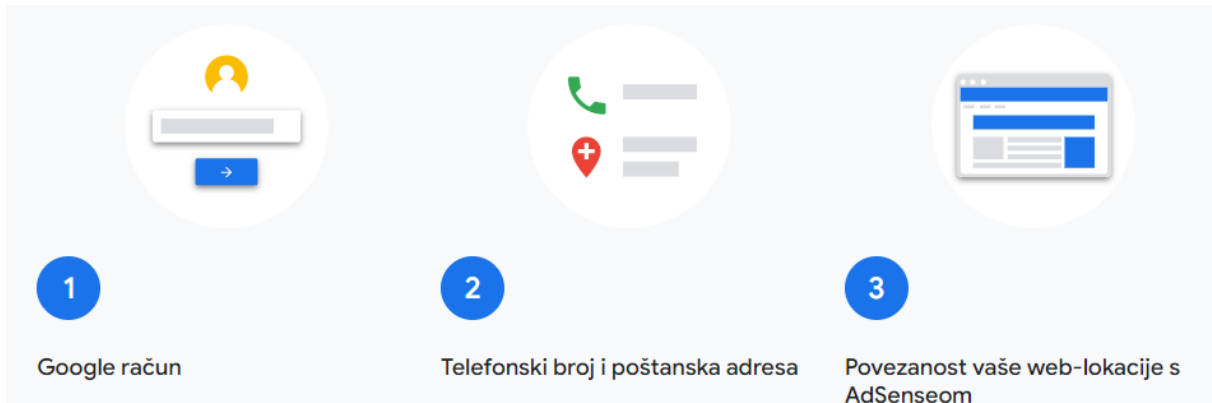 1
Google račun
2
Telefonski broj i poštanska adresa
3
Povezanost vaše web-lokacije s
AdSenseom